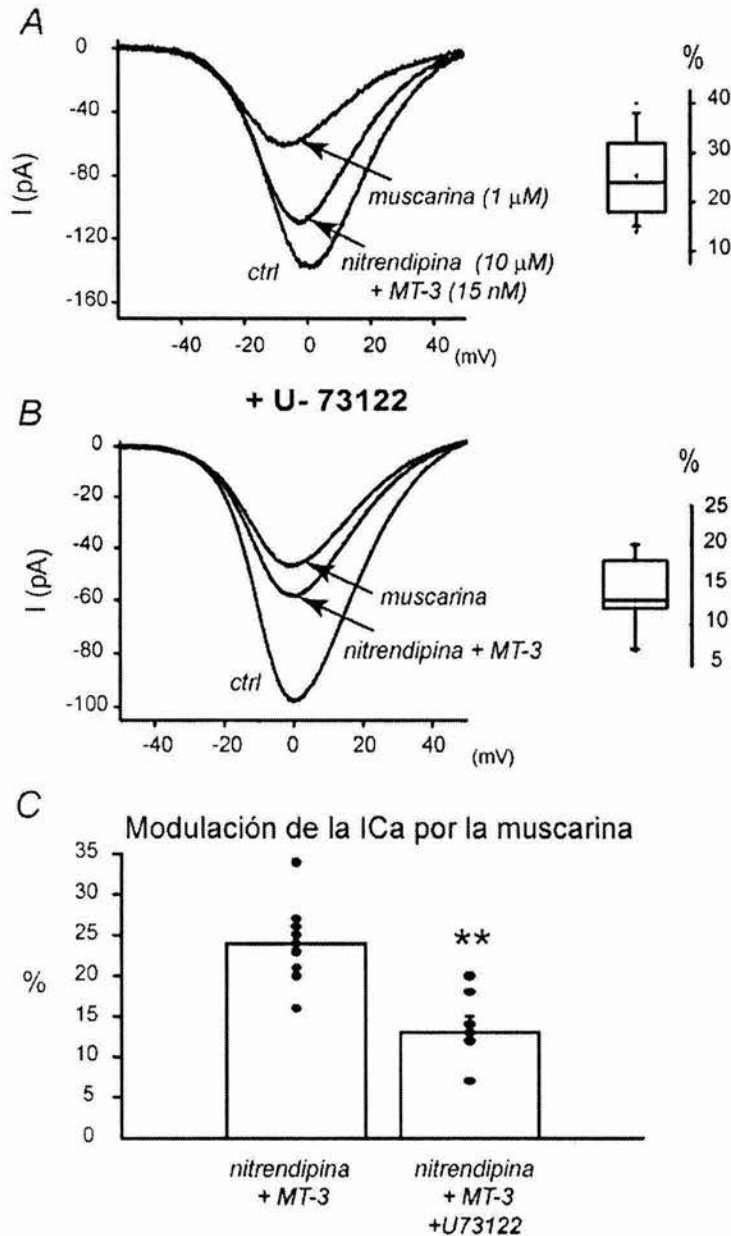 A
0
-40
-80
-120
-160
I (pA)
muscarina (1 µM)
nitrendipina (10 µM)
+ MT-3 (15 nM)
ctrl
-40 -20 0 20 40 (mV)
%
40
30
20
10
+ U- 73122
B
0
-20
-40
-60
-80
-100
I (pA)
muscarina
nitrendipina + MT-3
ctrl
-40 -20 0 20 40 (mV)
%
25
20
15
10
5
C
Modulación de la ICa por la muscarina
35
30
25
20
15
10
5
0
%
**
nitrendipina
+ MT-3
nitrendipina
+ MT-3
+U73122